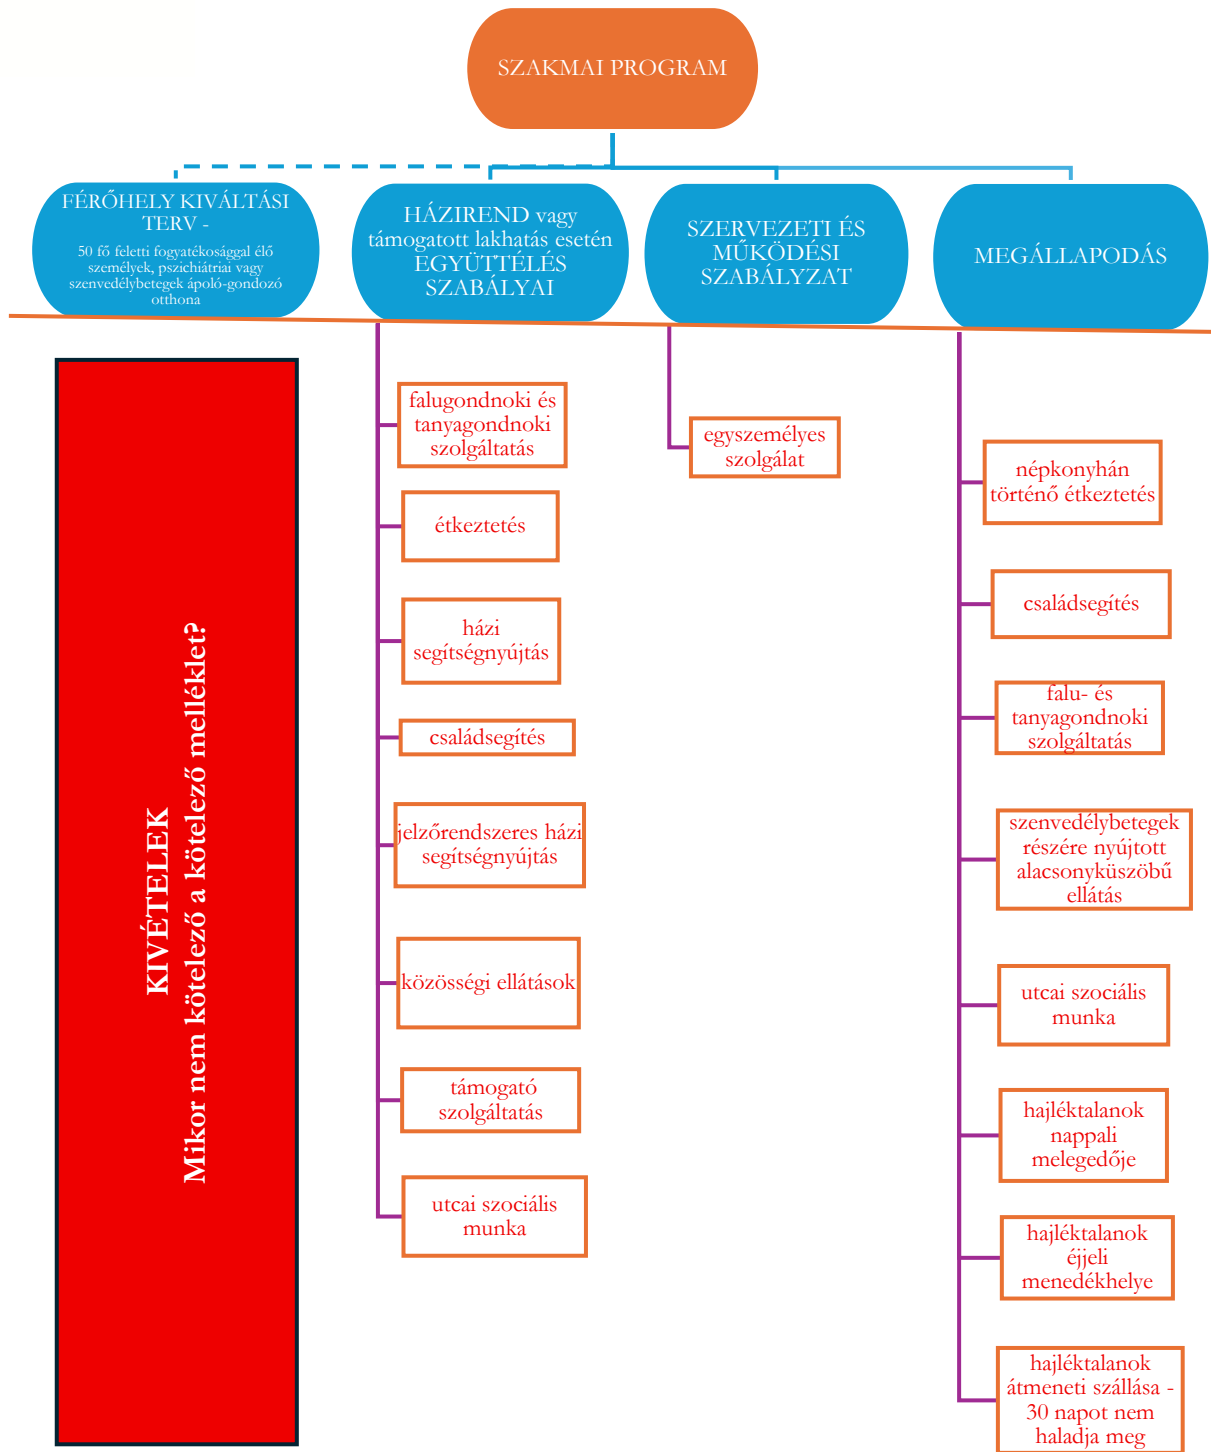 SZAKMAI PROGRAM
FÉRŐHELY KIVÁLTÁSI
TERV -
50 fő feletti fogyatékosággal élő
személyek, pszichiátriai vagy
szenvedélybetegek ápoló-gondozó
otthona
HÁZIREND vagy
támogatott lakhatás esetén
EGYÜTTÉLÉS
SZABÁLYAI
SZERVEZETI ÉS
MŰKÖDÉSI
SZABÁLYZAT
MEGÁLLAPODÁS
KIVÉTELEK
Mikor nem kötelező a kötelező melléklet?
falugondnoki és
tanyagondnoki
szolgáltatás
étkeztetés
házi
segítségnyújtás
családsegítés
jelzőrendszeres házi
segítségnyújtás
közösségi ellátások
támogató
szolgáltatás
utcai szociális
munka
egyszemélyes
szolgálat
népkonyhán
történő étkeztetés
családsegítés
falu- és
tanyagondnoki
szolgáltatás
szenvedélybetegek
részére nyújtott
alacsonyküszöbű
ellátás
utcai szociális
munka
hajléktalanok
nappali
melegedője
hajléktalanok
éjjeli
menedékhelye
hajléktalanok
átmeneti szállása -
30 napot nem
haladja meg